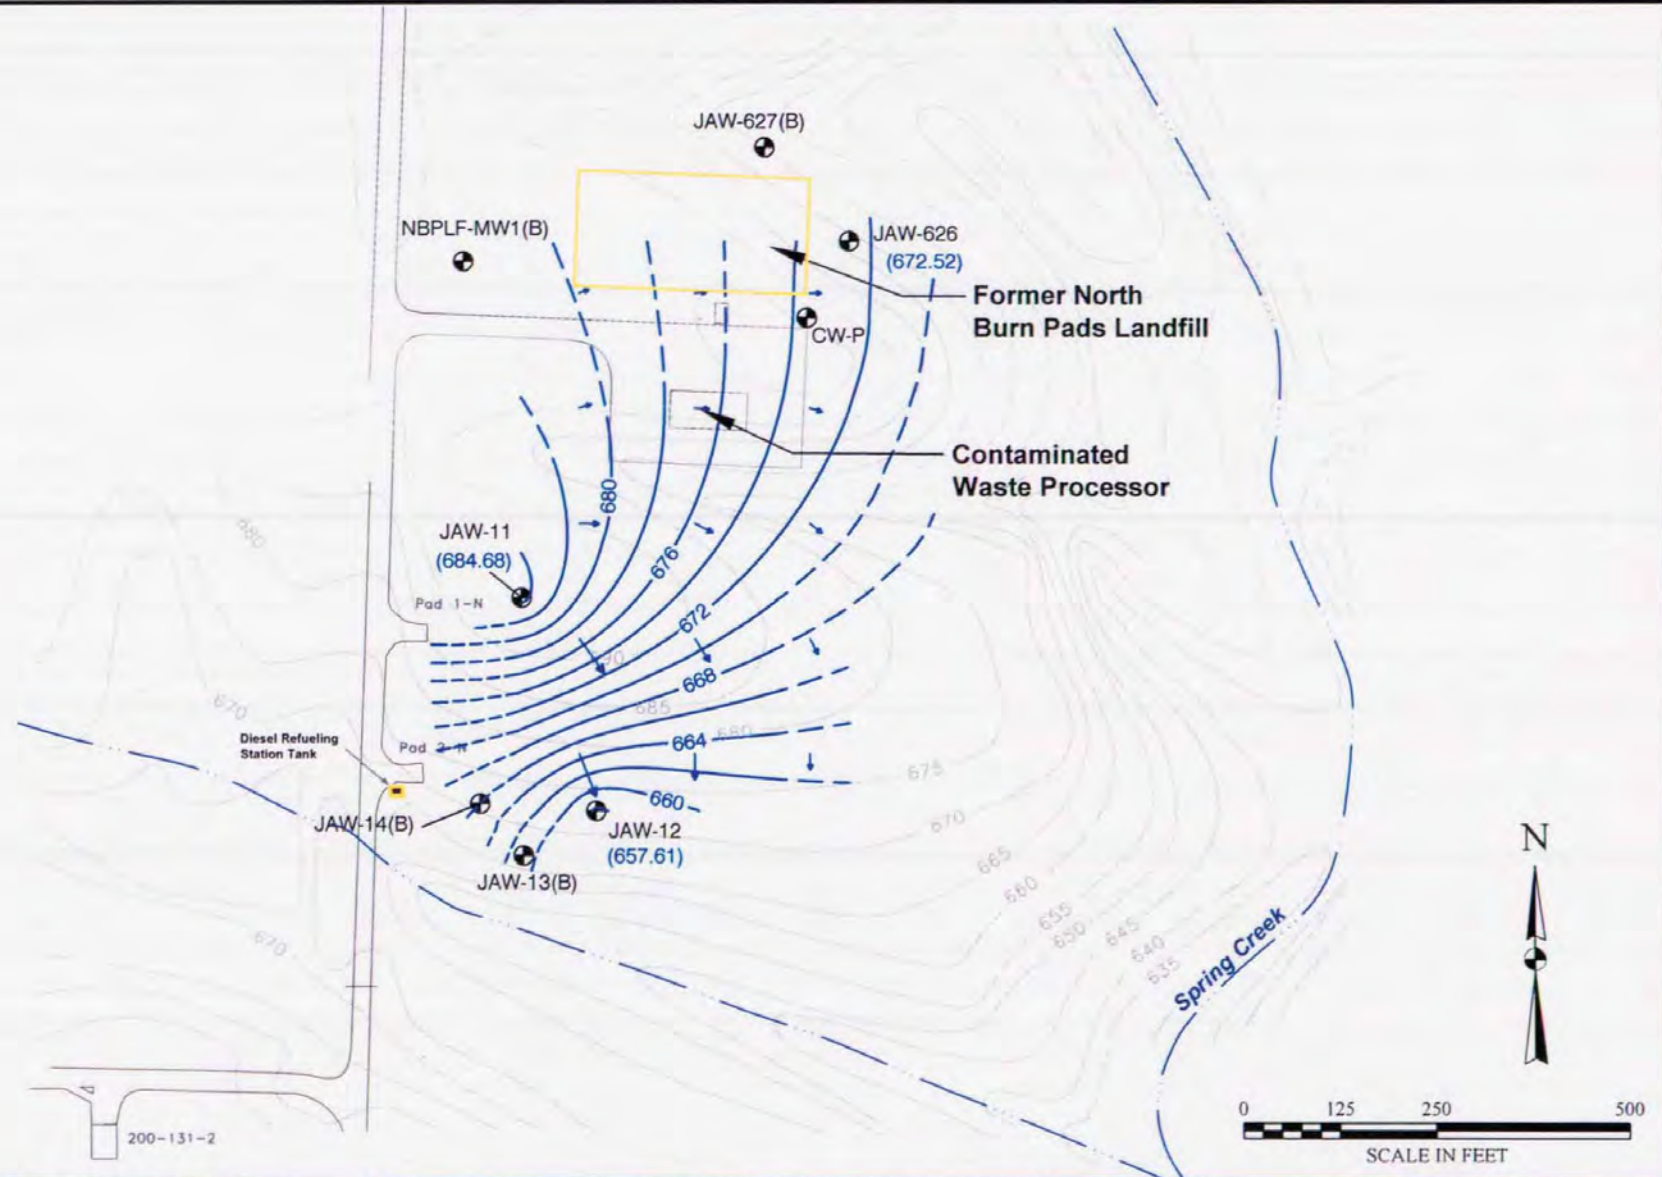 JAW-627(B)
NBPLF-MW1(B)
JAW-626
(672.52)
Former North
Burn Pads Landfill
CW-P
Contaminated
Waste Processor
680
680
JAW-11
(684.68)
676
Pad 1-N
672
690
668
670
685
Diesel Refueling
Station Tank
Pad 2-N
664
680
675
660
JAW-14(B)
JAW-12
(657.61)
670
JAW-13(B)
665
660
655
650
645
640
635
670
Spring Creek
N
0 125 250 500
SCALE IN FEET
200-131-2